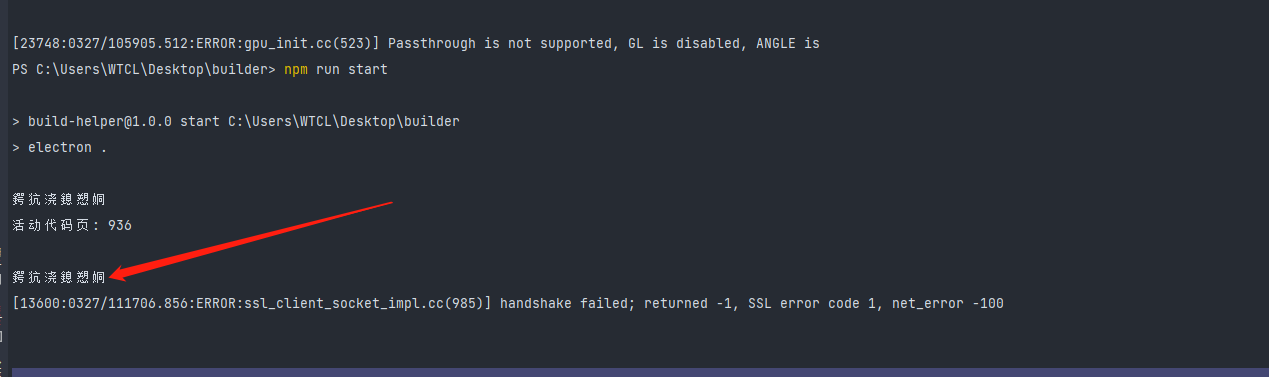 [23748:0327/105905.512:ERROR:gpu_init.cc(523)] Passthrough is not supported, GL is disabled, ANGLE is
PS C:\Users\WTCL\Desktop\builder> npm run start
> build-helper@1.0.0 start C:\Users\WTCL\Desktop\builder
> electron .
鍔犺浇鎴愬姛
活动代码页: 936
鍔犺浇鎴愬姛
[13600:0327/111706.856:ERROR:ssl_client_socket_impl.cc(985)] handshake failed; returned -1, SSL error code 1, net_error -100